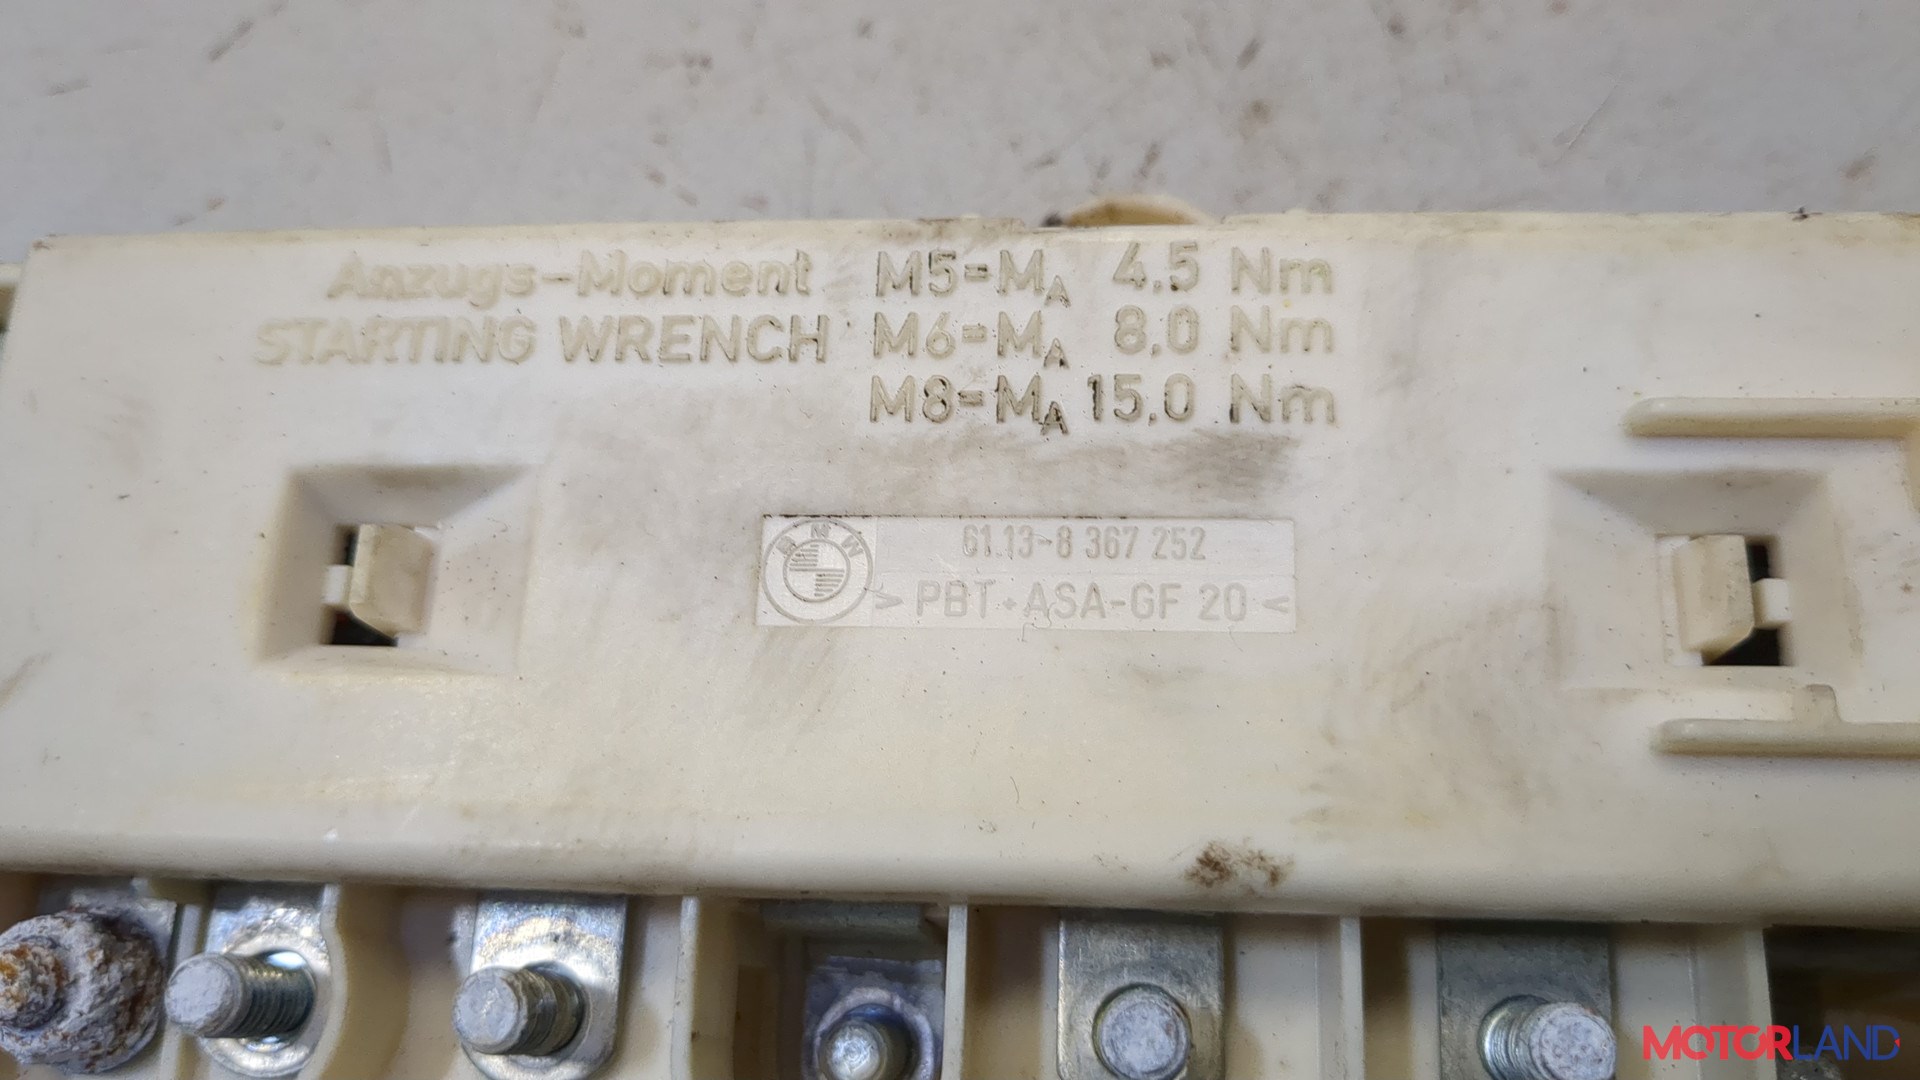 Anzugs-Moment M5=MA 4,5 Nm
STARTING WRENCH M6=MA 8,0 Nm
M8=MA 15,0 Nm
BMW
61.13-8 367 252
> PBT+ASA-GF 20 <
MOTORLAND